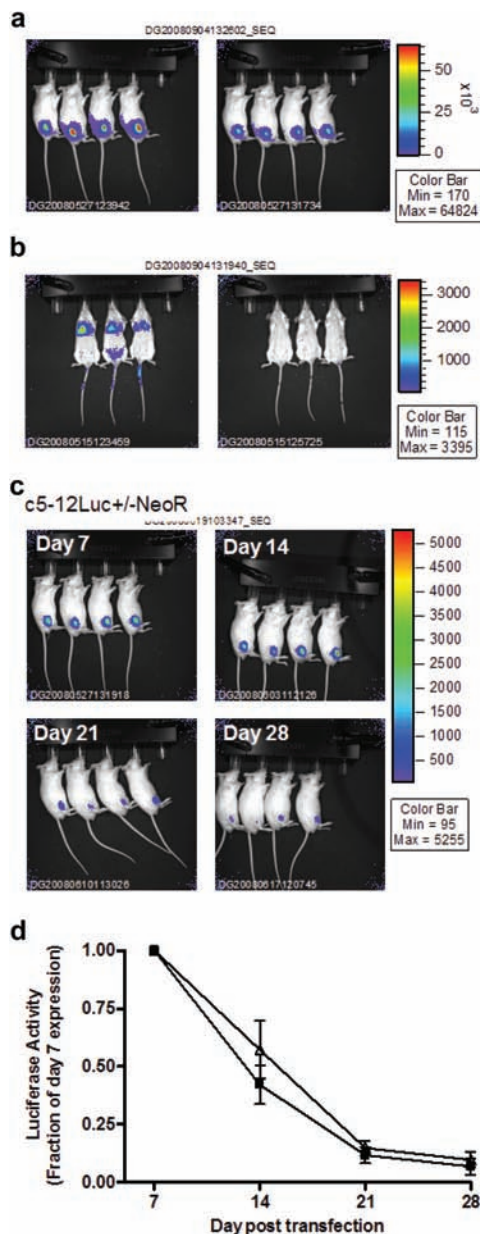 a
DG20080904132602_SEQ
DG20080527123942
DG20080527131734
50
25
0
x10^3
Color Bar
Min = 170
Max = 64824
b
DG20080904131940_SEQ
DG20080515123459
DG20080515125725
3000
2000
1000
Color Bar
Min = 115
Max = 3395
c
c5-12Luc+/-NeoR
Day 7
DG20080527131918
Day 14
DG20080603112126
Day 21
DG20080610113026
Day 28
DG20080617120745
5000
4500
4000
3500
3000
2500
2000
1500
1000
500
Color Bar
Min = 95
Max = 5255
d
Luciferase Activity
(Fraction of day 7 expression)
1.00
0.75
0.50
0.25
0.00
7 14 21 28
Day post transfection